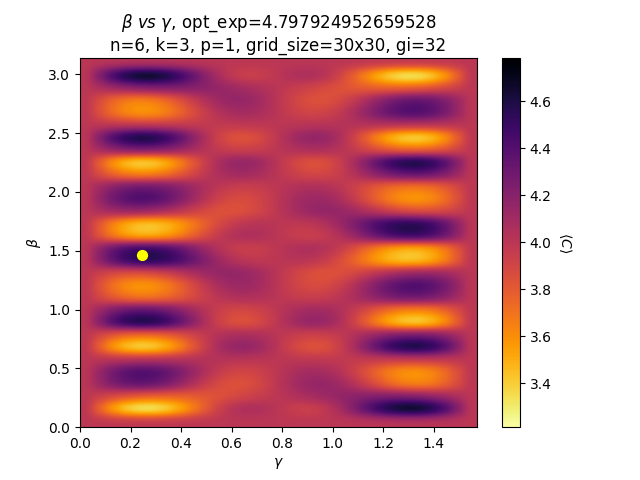 β vs γ, opt_exp=4.797924952659528
n=6, k=3, p=1, grid_size=30x30, gi=32
3.0
2.5
2.0
1.5
1.0
0.5
0.0
β
0.0 0.2 0.4 0.6 0.8 1.0 1.2 1.4
γ
4.6
4.4
4.2
4.0
3.8
3.6
3.4
⟨C⟩